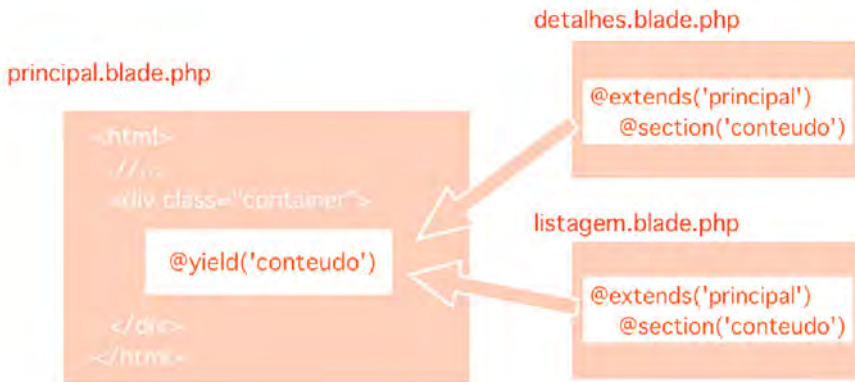 principal.blade.php
<html>
.//...
<div class="container">
@yield('conteudo')
</div>
</html>
detalhes.blade.php
@extends('principal')
@section('conteudo')
listagem.blade.php
@extends('principal')
@section('conteudo')